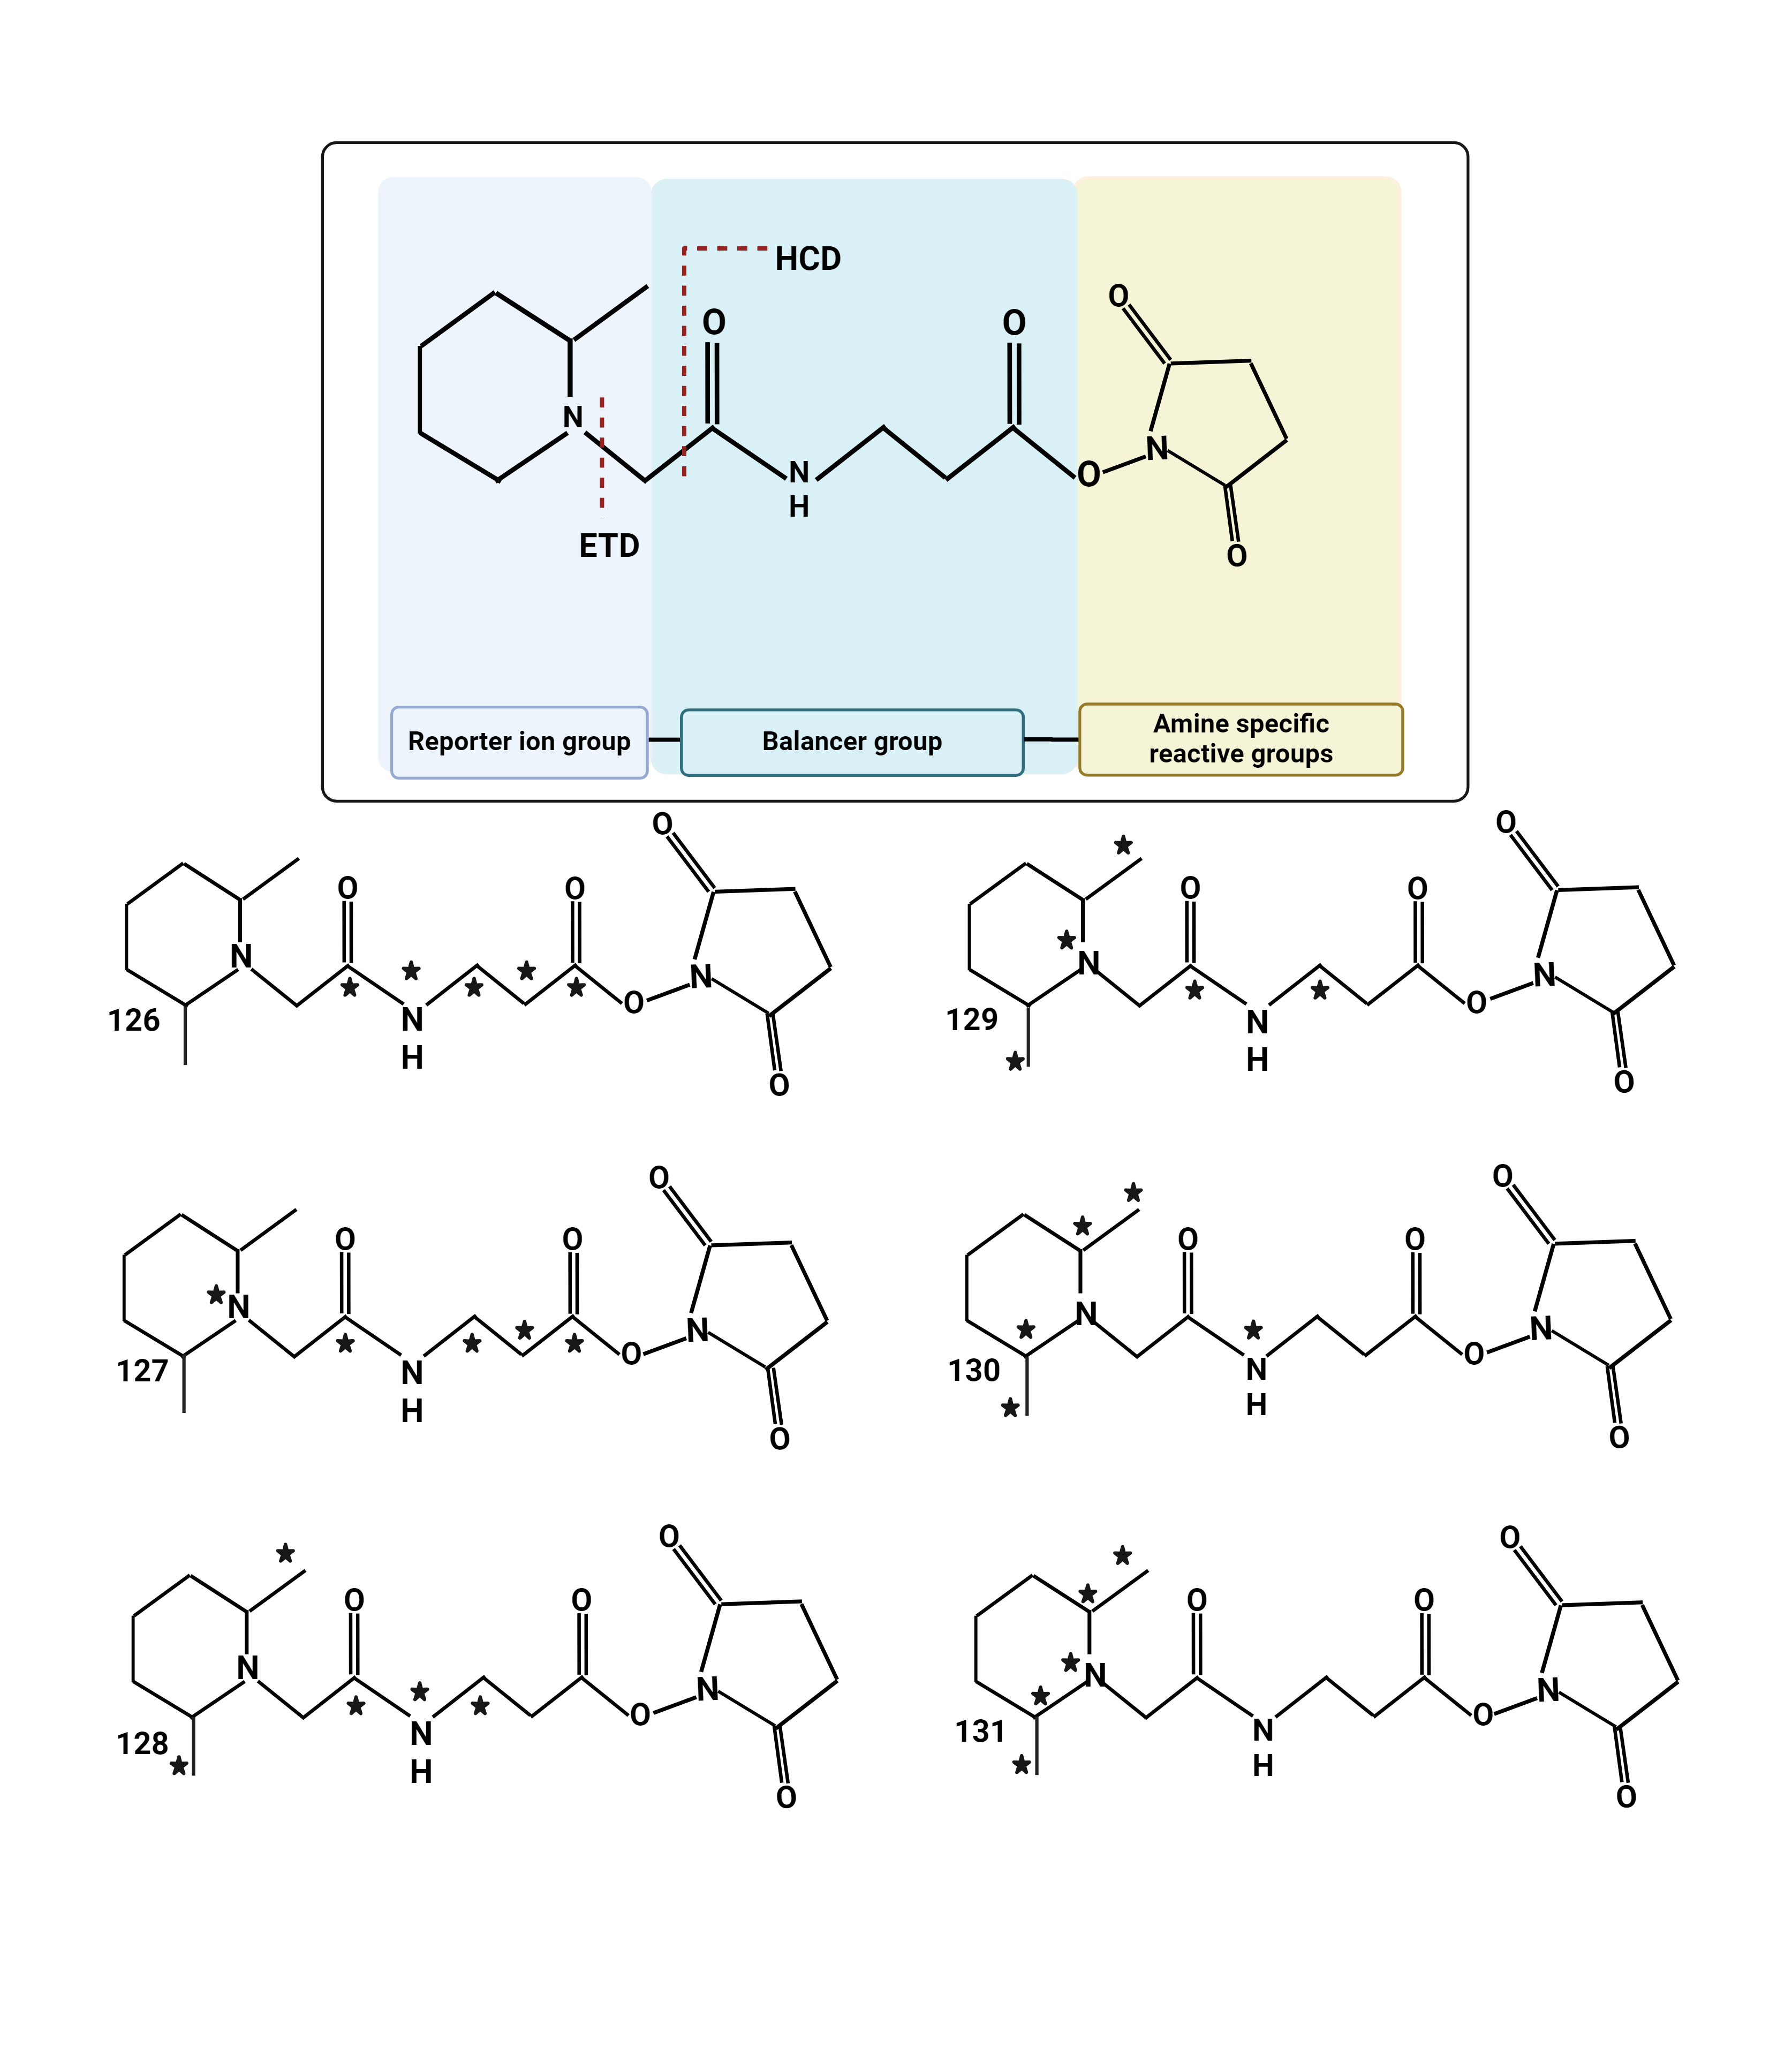 HCD
O
O
O
N
N
H
O
N
O
ETD
Reporter ion group
Balancer group
Amine specific
reactive groups
O
O
O
N
N
H
O
N
O
126
O
O
O
N
N
H
O
N
O
129
O
O
O
N
N
H
O
N
O
127
O
O
O
N
N
H
O
N
O
130
O
O
O
N
N
H
O
N
O
128
O
O
O
N
N
H
O
N
O
131